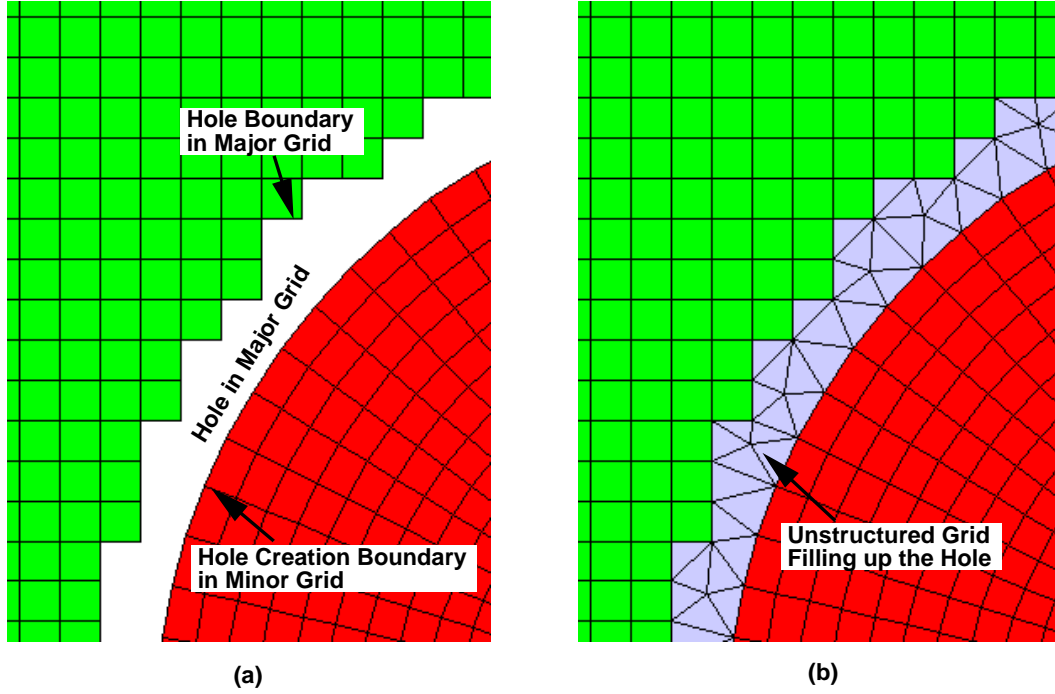 Hole Boundary
in Major Grid
Hole in Major Grid
Hole Creation Boundary
in Minor Grid
(a)
Unstructured Grid
Filling up the Hole
(b)